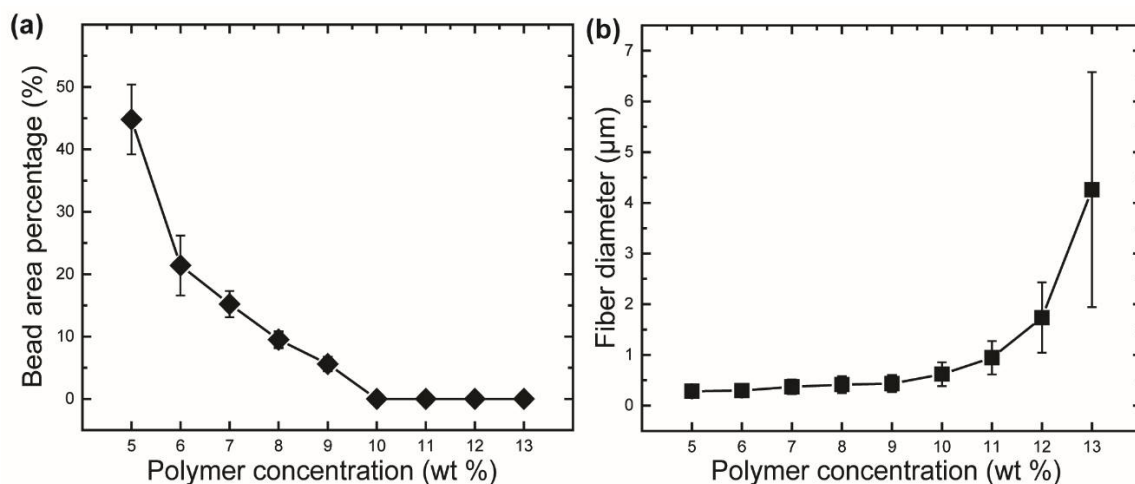 (a)
Bead area percentage (%)
50
40
30
20
10
0
5 6 7 8 9 10 11 12 13
Polymer concentration (wt %)
(b)
Fiber diameter (µm)
7
6
5
4
3
2
1
0
5 6 7 8 9 10 11 12 13
Polymer concentration (wt %)